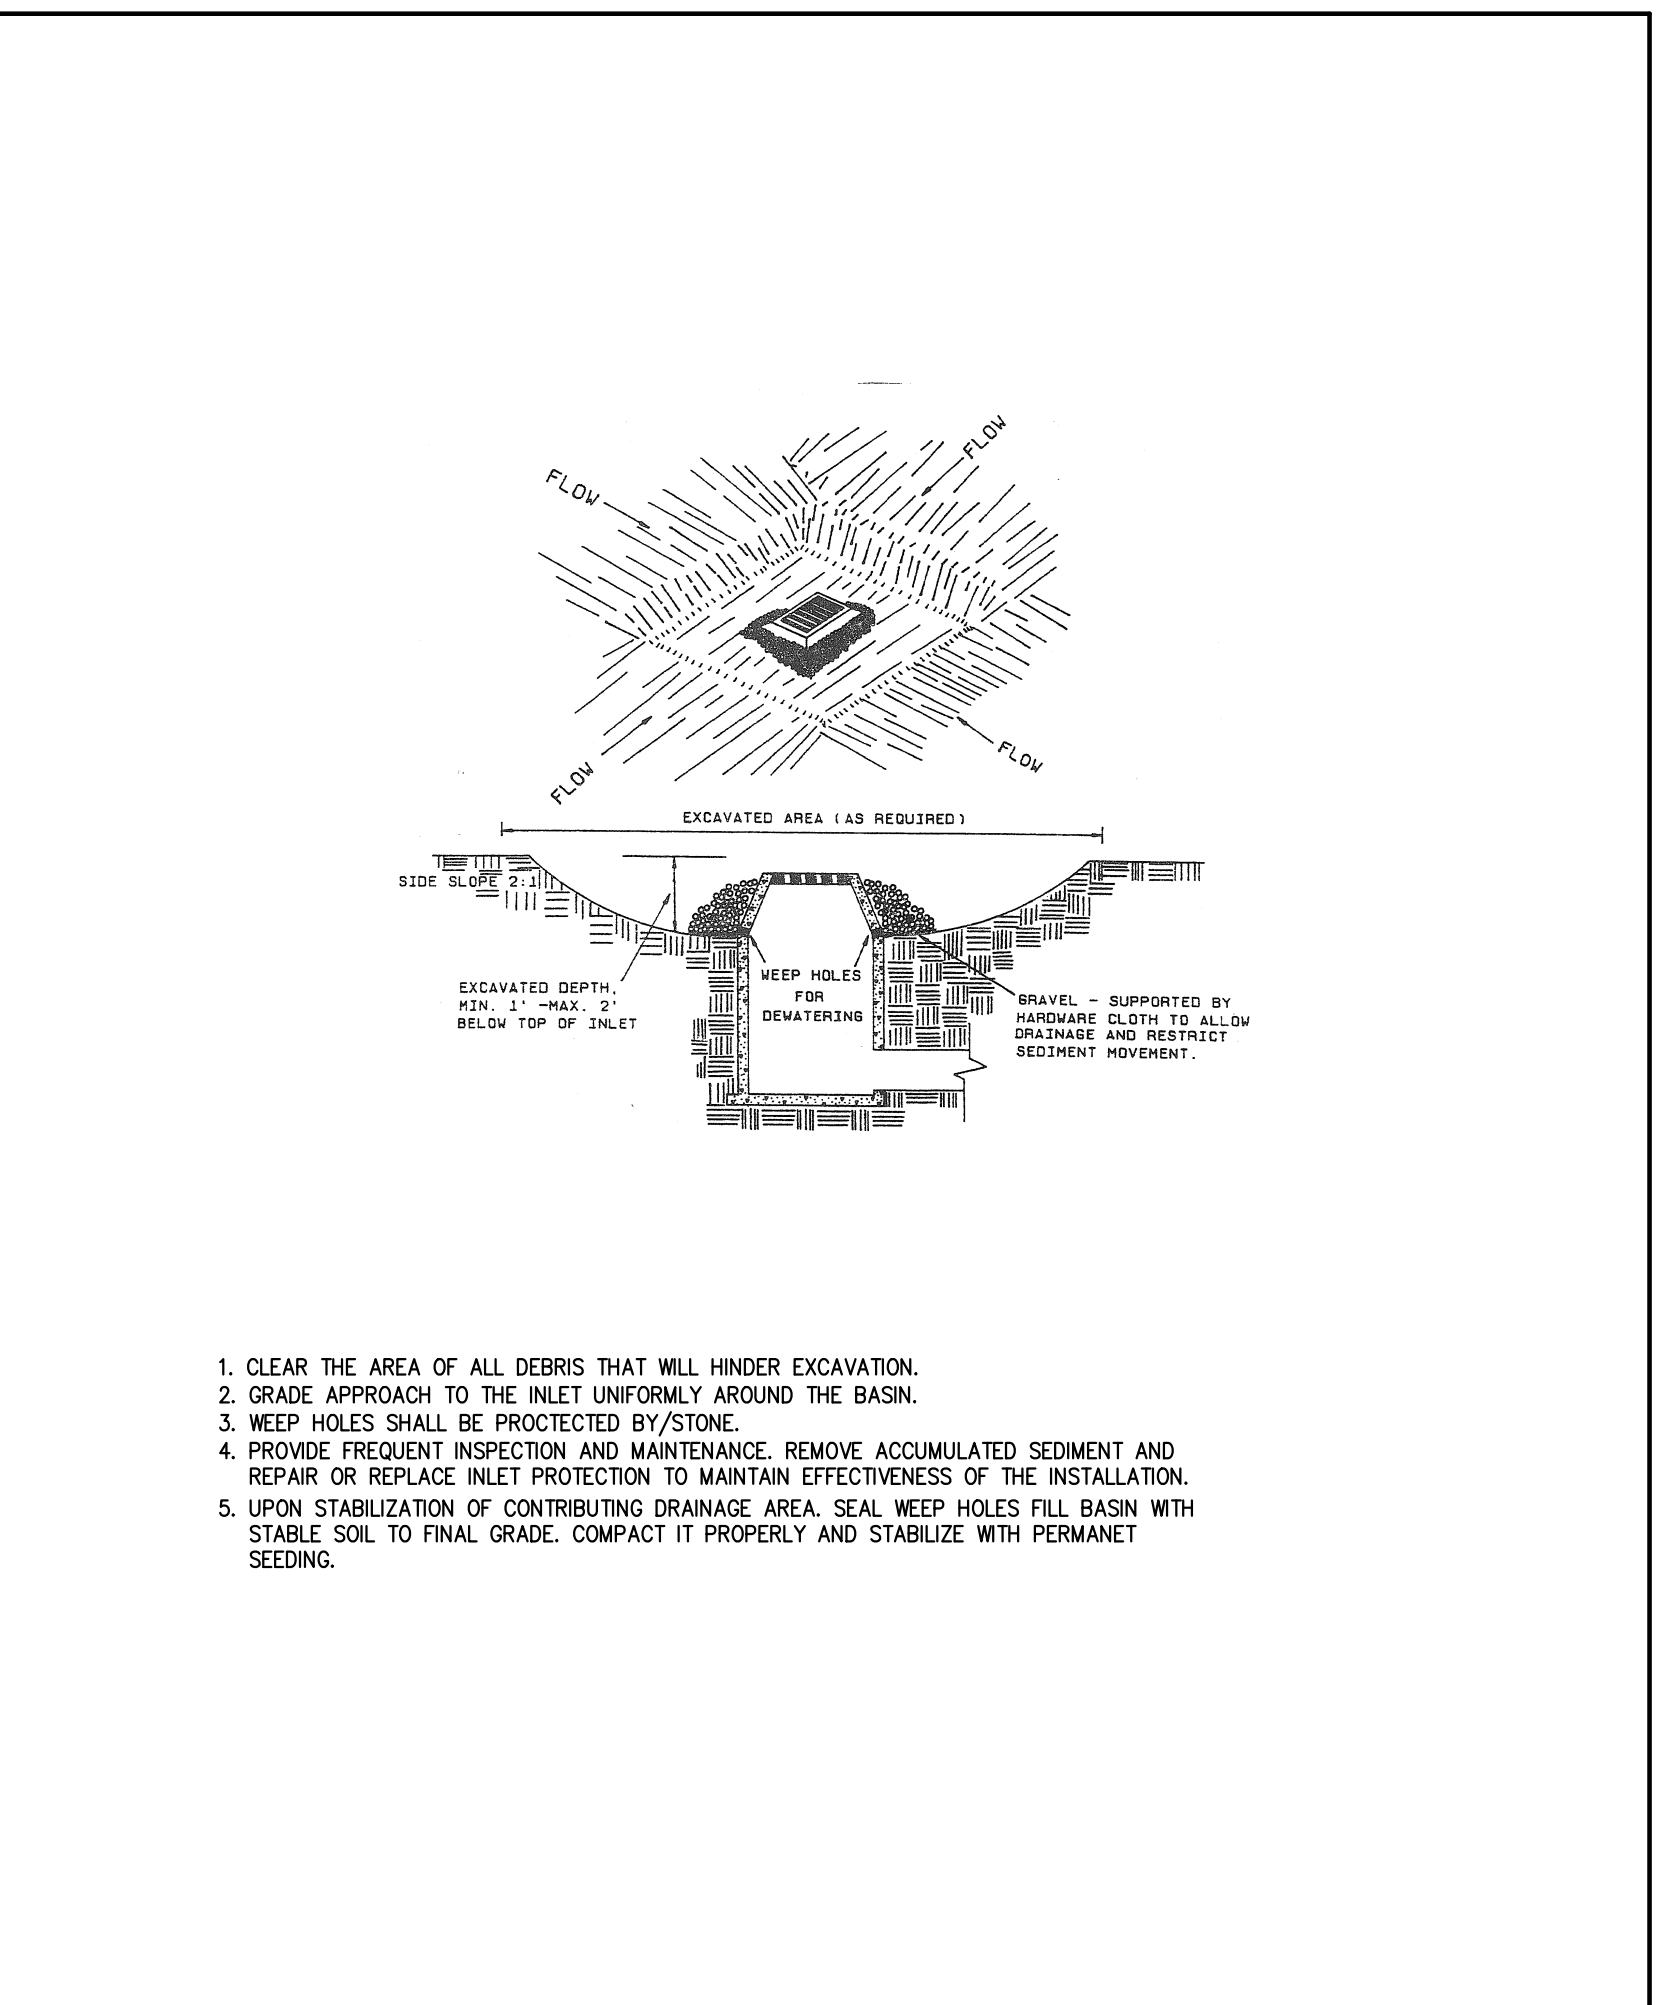 FLOW
FLOW
FLOW
FLOW
EXCAVATED AREA (AS REQUIRED)
SIDE SLOPE 2:1
EXCAVATED DEPTH,
MIN. 1' -MAX. 2'
BELOW TOP OF INLET
WEEP HOLES
FOR
DEWATERING
GRAVEL - SUPPORTED BY
HARDWARE CLOTH TO ALLOW
DRAINAGE AND RESTRICT
SEDIMENT MOVEMENT.
1. CLEAR THE AREA OF ALL DEBRIS THAT WILL HINDER EXCAVATION.
2. GRADE APPROACH TO THE INLET UNIFORMLY AROUND THE BASIN.
3. WEEP HOLES SHALL BE PROCTECTED BY/STONE.
4. PROVIDE FREQUENT INSPECTION AND MAINTENANCE. REMOVE ACCUMULATED SEDIMENT AND
REPAIR OR REPLACE INLET PROTECTION TO MAINTAIN EFFECTIVENESS OF THE INSTALLATION.
5. UPON STABILIZATION OF CONTRIBUTING DRAINAGE AREA. SEAL WEEP HOLES FILL BASIN WITH
STABLE SOIL TO FINAL GRADE. COMPACT IT PROPERLY AND STABILIZE WITH PERMANET
SEEDING.